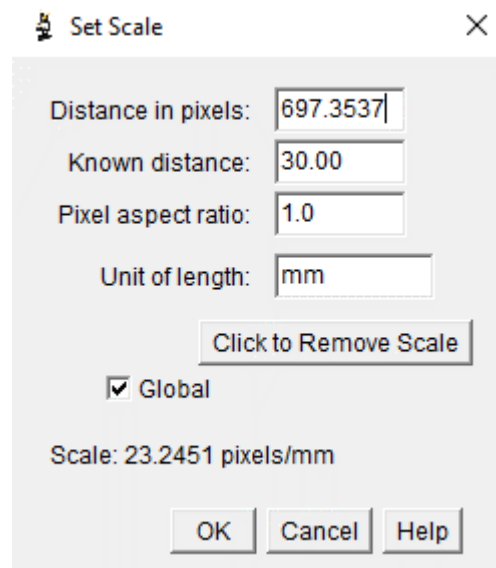 Set Scale
Distance in pixels: 697.3537
Known distance: 30.00
Pixel aspect ratio: 1.0
Unit of length: mm
Click to Remove Scale
Global
Scale: 23.2451 pixels/mm
OK Cancel Help